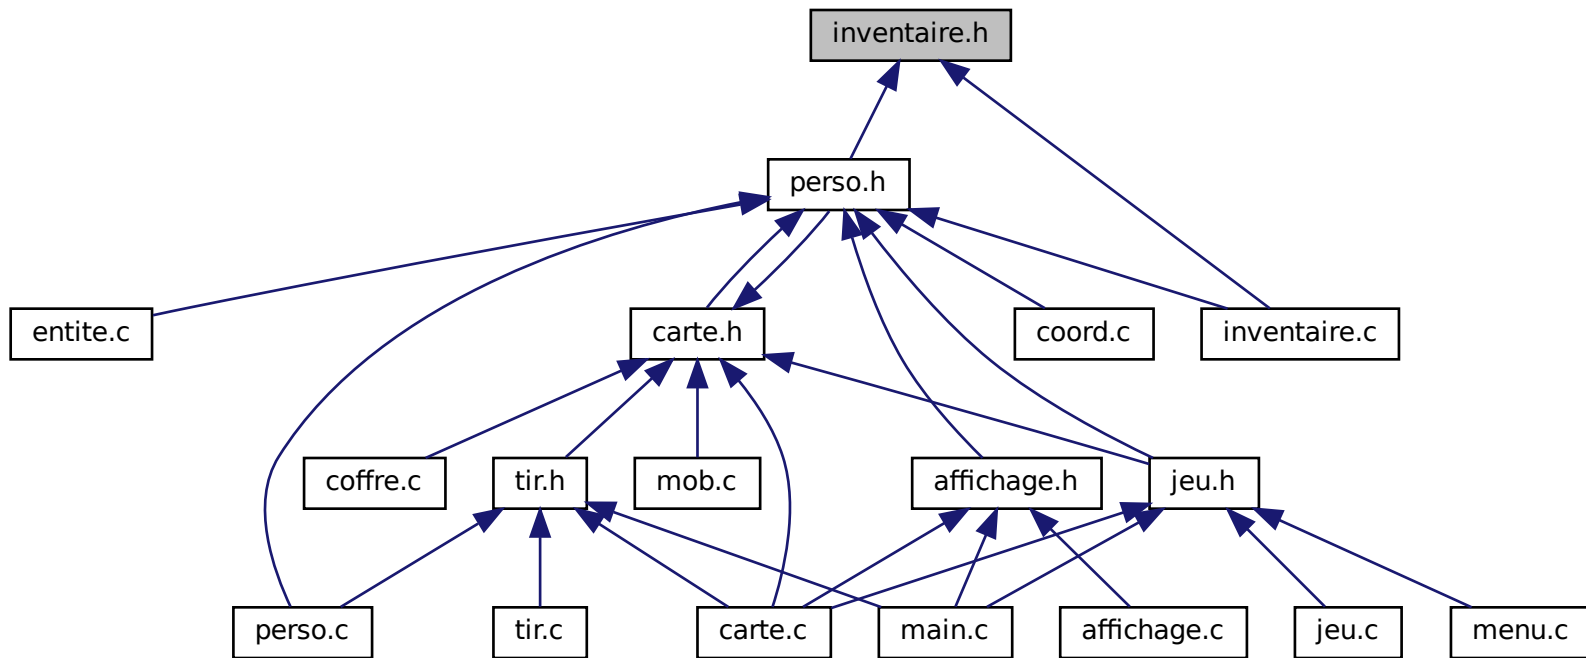 inventaire.h
perso.h
entite.c
carte.h
coord.c
inventaire.c
coffre.c
tir.h
mob.c
affichage.h
jeu.h
perso.c
tir.c
carte.c
main.c
affichage.c
jeu.c
menu.c